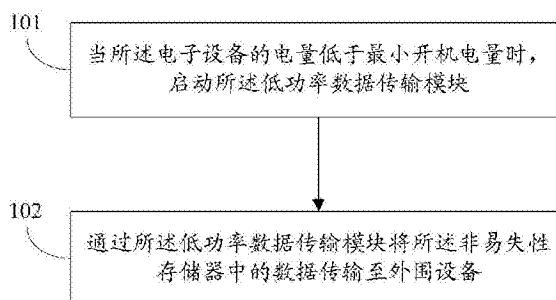 101
当所述电子设备的电量低于最小开机电量时，
启动所述低功率数据传输模块
102
通过所述低功率数据传输模块将所述非易失性
存储器中的数据传输至外围设备